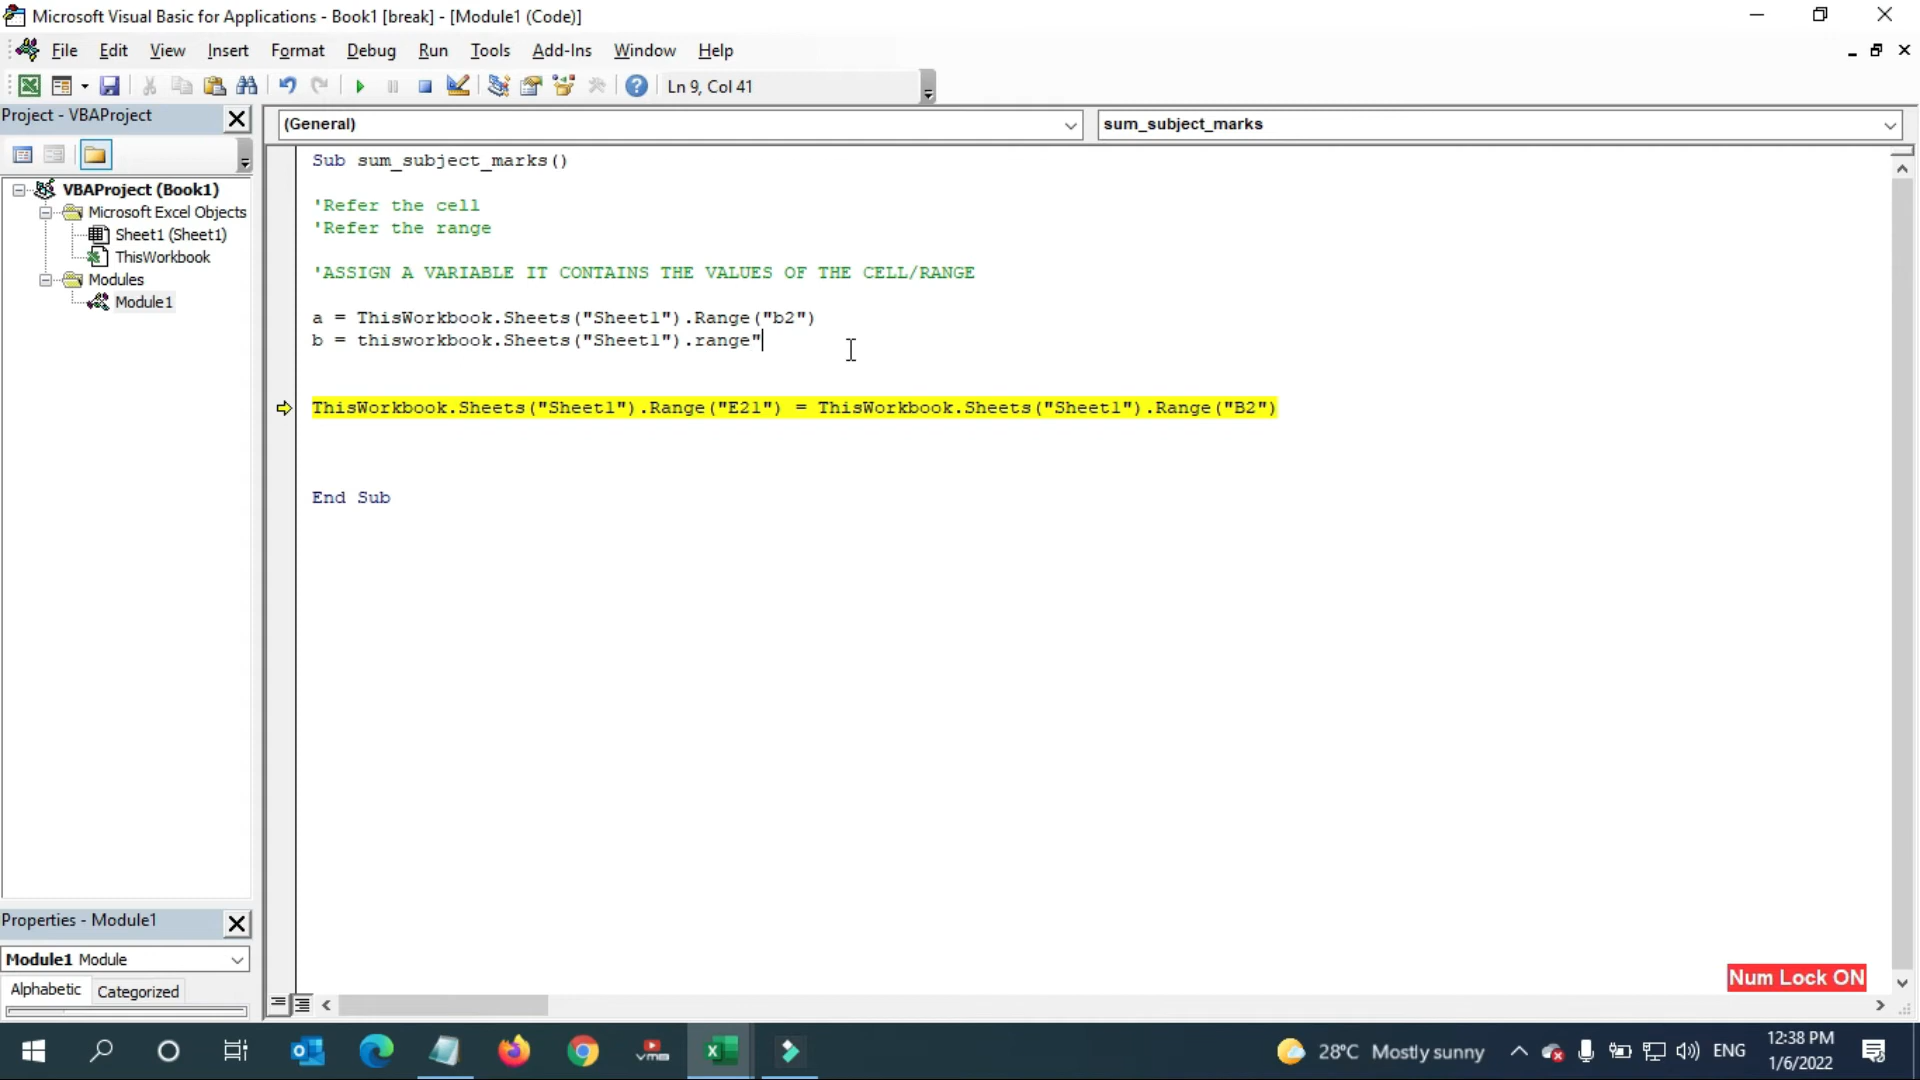 Microsoft Visual Basic for Applications - Book1 [break] - [Module1 (Code)]
File Edit View Insert Format Debug Run Tools Add-Ins Window Help
Ln 9, Col 41
Project - VBAProject
(General)
sum_subject_marks
VBAProject (Book1)
Microsoft Excel Objects
Sheet1 (Sheet1)
ThisWorkbook
Modules
Module1
Sub sum_subject_marks()
'Refer the cell
'Refer the range
'ASSIGN A VARIABLE IT CONTAINS THE VALUES OF THE CELL/RANGE
a = ThisWorkbook.Sheets("Sheet1").Range("b2")
b = thisworkbook.Sheets("Sheet1").range"
ThisWorkbook.Sheets("Sheet1").Range("E21") = ThisWorkbook.Sheets("Sheet1").Range("B2")
End Sub
Properties - Module1
Module1 Module
Alphabetic Categorized
Num Lock ON
28°C Mostly sunny
ENG
12:38 PM
1/6/2022